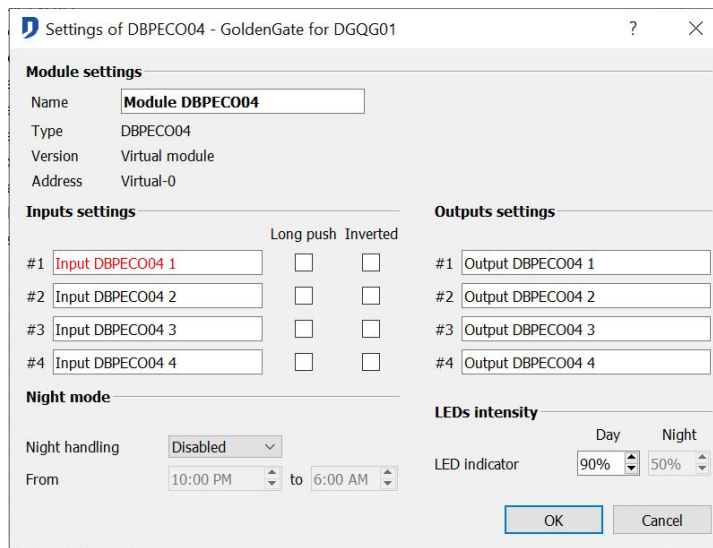 Settings of DBPECO04 - GoldenGate for DGQG01
?
Module settings
Name Module DBPECO04
Type DBPECO04
Version Virtual module
Address Virtual-0
Inputs settings
Long push Inverted
#1 Input DBPECO04 1
#2 Input DBPECO04 2
#3 Input DBPECO04 3
#4 Input DBPECO04 4
Outputs settings
#1 Output DBPECO04 1
#2 Output DBPECO04 2
#3 Output DBPECO04 3
#4 Output DBPECO04 4
Night mode
Night handling Disabled
From 10:00 PM to 6:00 AM
LEDs intensity
Day Night
LED indicator 90% 50%
OK Cancel